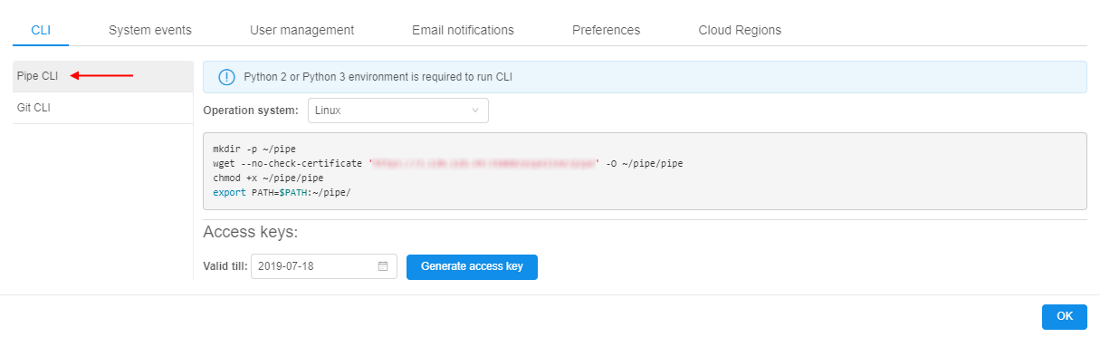 CLI System events User management Email notifications Preferences Cloud Regions
Pipe CLI
Git CLI
Python 2 or Python 3 environment is required to run CLI
Operation system: Linux
mkdir -p ~/pipe
wget --no-check-certificate ' ' -O ~/pipe/pipe
chmod +x ~/pipe/pipe
export PATH=$PATH:~/pipe/
Access keys:
Valid till: 2019-07-18 Generate access key
OK